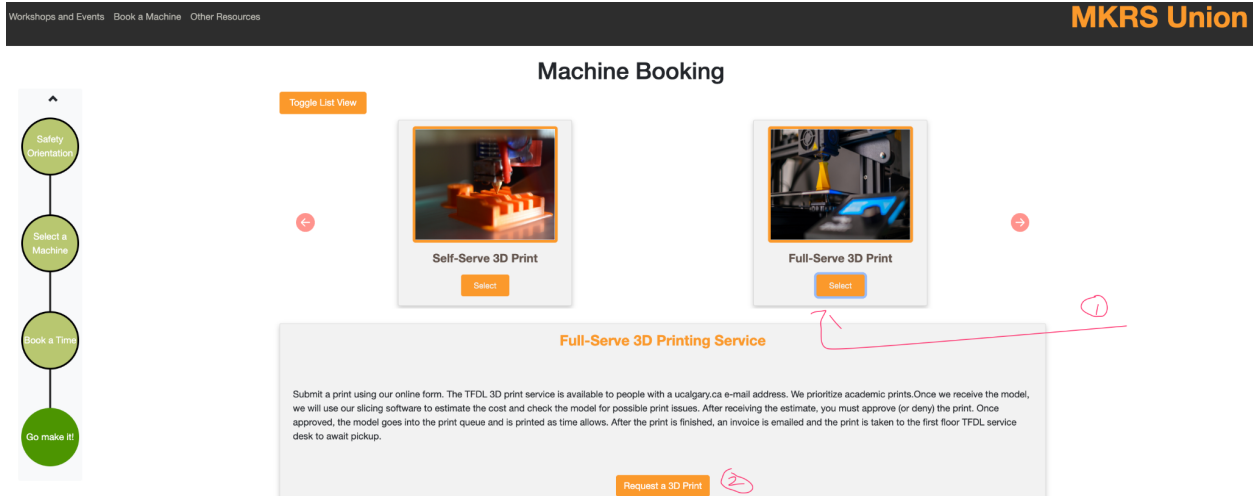 Workshops and Events Book a Machine Other Resources
MKRS Union
Machine Booking
Toggle List View
Safety
Orientation
Select a
Machine
Book a Time
Go make it!
Self-Serve 3D Print
Select
Full-Serve 3D Print
Select
1
Full-Serve 3D Printing Service
Submit a print using our online form. The TFDL 3D print service is available to people with a ucalgary.ca e-mail address. We prioritize academic prints.Once we receive the model,
we will use our slicing software to estimate the cost and check the model for possible print issues. After receiving the estimate, you must approve (or deny) the print. Once
approved, the model goes into the print queue and is printed as time allows. After the print is finished, an invoice is emailed and the print is taken to the first floor TFDL service
desk to await pickup.
Request a 3D Print
2